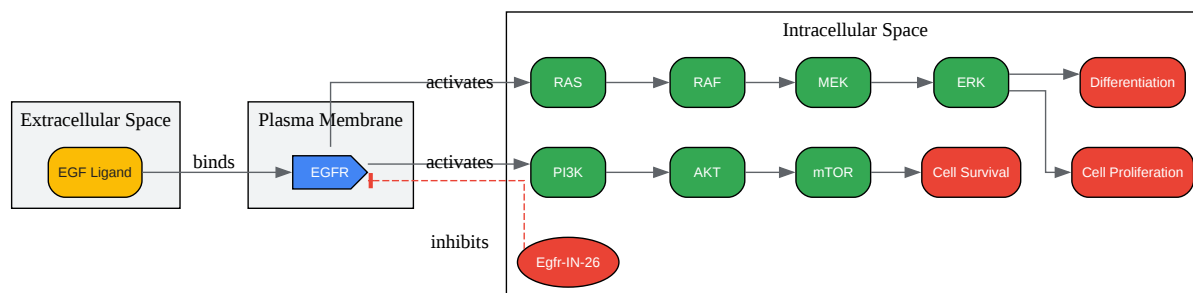 Intracellular Space
activates
RAS
RAF
MEK
ERK
Differentiation
Extracellular Space
Plasma Membrane
EGF Ligand
binds
EGFR
activates
PI3K
AKT
mTOR
Cell Survival
Cell Proliferation
inhibits
Egfr-IN-26